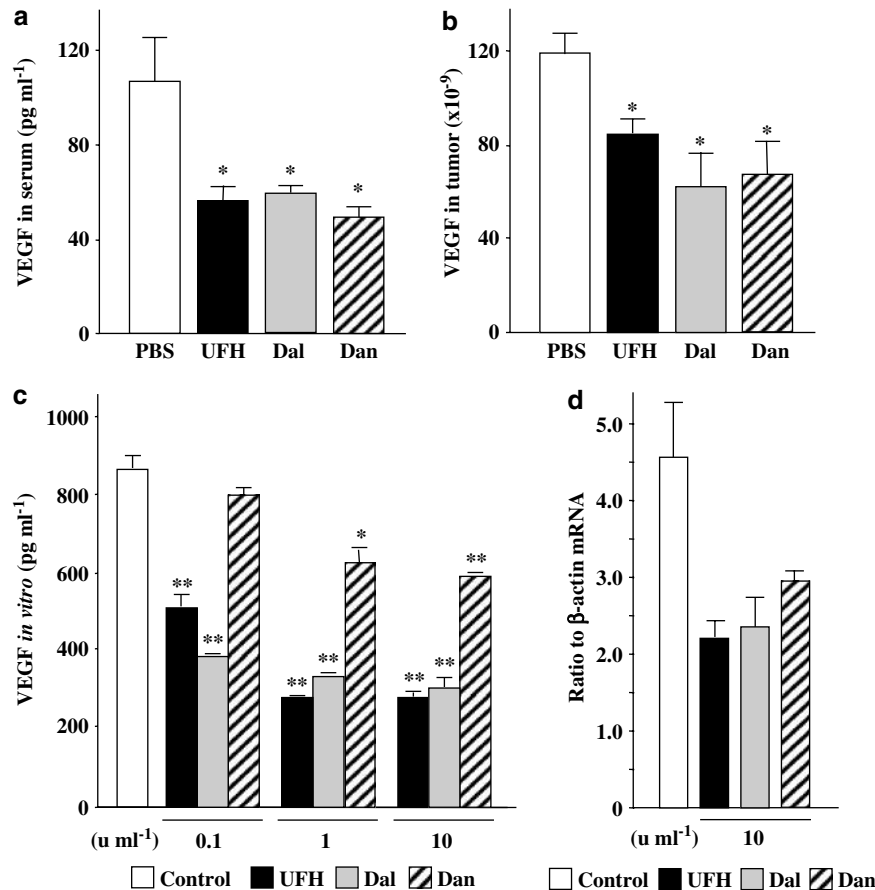 a
VEGF in serum (pg ml⁻¹)
120
80
40
0
*
*
*
PBS UFH Dal Dan
b
VEGF in tumor (x10⁻⁹)
120
80
40
0
*
*
*
PBS UFH Dal Dan
c
VEGF in vitro (pg ml⁻¹)
1000
800
600
400
200
0
**
**
**
**
*
**
**
**
(u ml⁻¹) 0.1 1 10
Control UFH Dal Dan
d
Ratio to β-actin mRNA
5.0
4.0
3.0
2.0
1.0
0
(u ml⁻¹) 10
Control UFH Dal Dan